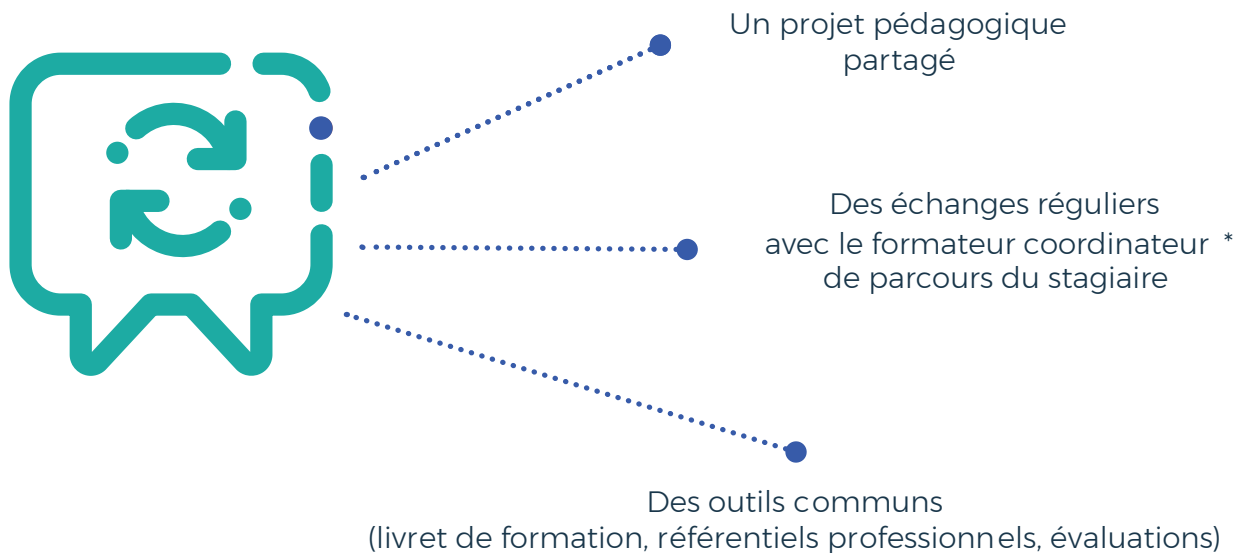 Un projet pédagogique
partagé
Des échanges réguliers
avec le formateur coordinateur *
de parcours du stagiaire
Des outils communs
(livret de formation, référentiels professionnels, évaluations)